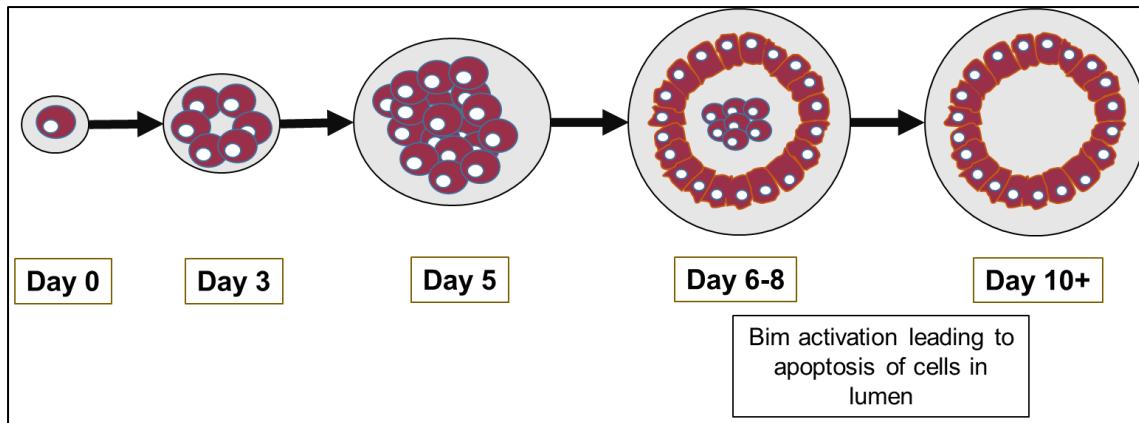 Day 0
Day 3
Day 5
Day 6-8
Day 10+
Bim activation leading to
apoptosis of cells in
lumen